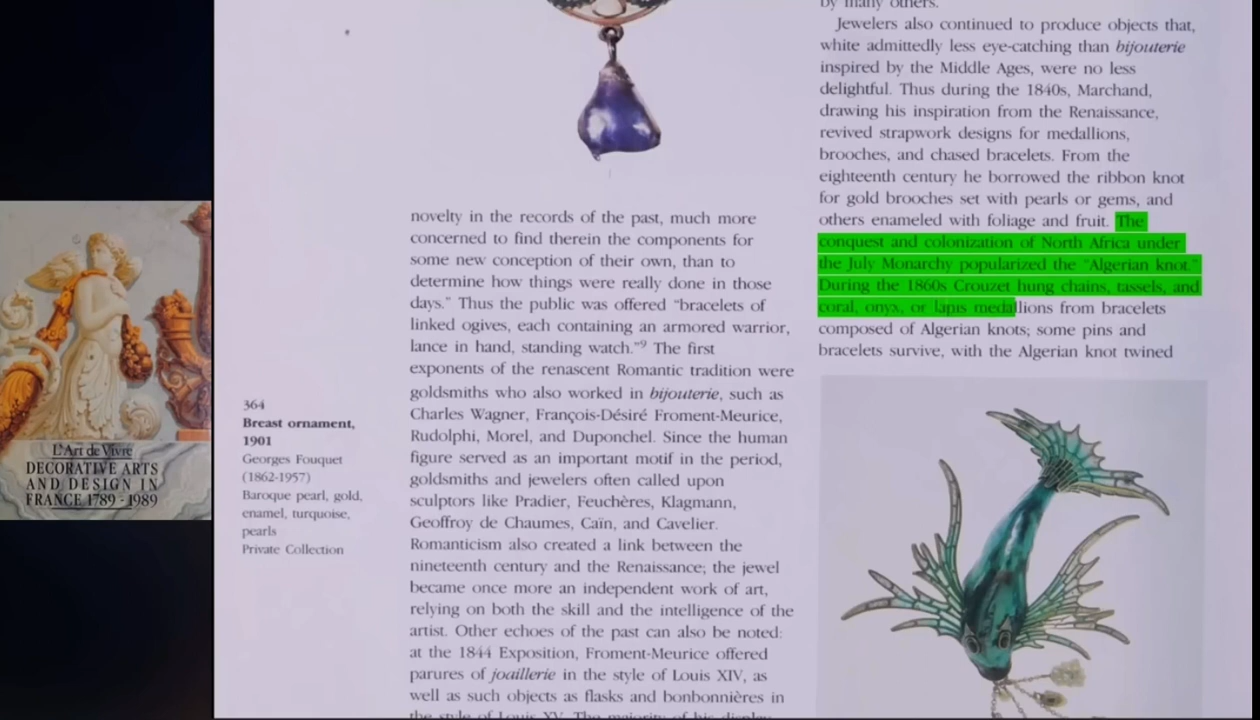 L'Art de Vivre
DECORATIVE ARTS
AND DESIGN IN
FRANCE 1789-1989
364
Breast ornament,
1901
Georges Fouquet
(1862-1957)
Baroque pearl, gold,
enamel, turquoise,
pearls
Private Collection
novelty in the records of the past, much more
concerned to find therein the components for
some new conception of their own, than to
determine how things were really done in those
days." Thus the public was offered "bracelets of
linked ogives, each containing an armored warrior,
lance in hand, standing watch."⁹ The first
exponents of the renascent Romantic tradition were
goldsmiths who also worked in bijouterie, such as
Charles Wagner, François-Désiré Froment-Meurice,
Rudolphi, Morel, and Duponchel. Since the human
figure served as an important motif in the period,
goldsmiths and jewelers often called upon
sculptors like Pradier, Feuchères, Klagmann,
Geoffroy de Chaumes, Caïn, and Cavelier.
Romanticism also created a link between the
nineteenth century and the Renaissance; the jewel
became once more an independent work of art,
relying on both the skill and the intelligence of the
artist. Other echoes of the past can also be noted:
at the 1844 Exposition, Froment-Meurice offered
parures of joaillerie in the style of Louis XIV, as
well as such objects as flasks and bonbonnières in
the style of Louis XV. The majority of his display
by many others.
Jewelers also continued to produce objects that,
white admittedly less eye-catching than bijouterie
inspired by the Middle Ages, were no less
delightful. Thus during the 1840s, Marchand,
drawing his inspiration from the Renaissance,
revived strapwork designs for medallions,
brooches, and chased bracelets. From the
eighteenth century he borrowed the ribbon knot
for gold brooches set with pearls or gems, and
others enameled with foliage and fruit. The
conquest and colonization of North Africa under
the July Monarchy popularized the "Algerian knot."
During the 1860s Crouzet hung chains, tassels, and
coral, onyx, or lapis medallions from bracelets
composed of Algerian knots; some pins and
bracelets survive, with the Algerian knot twined